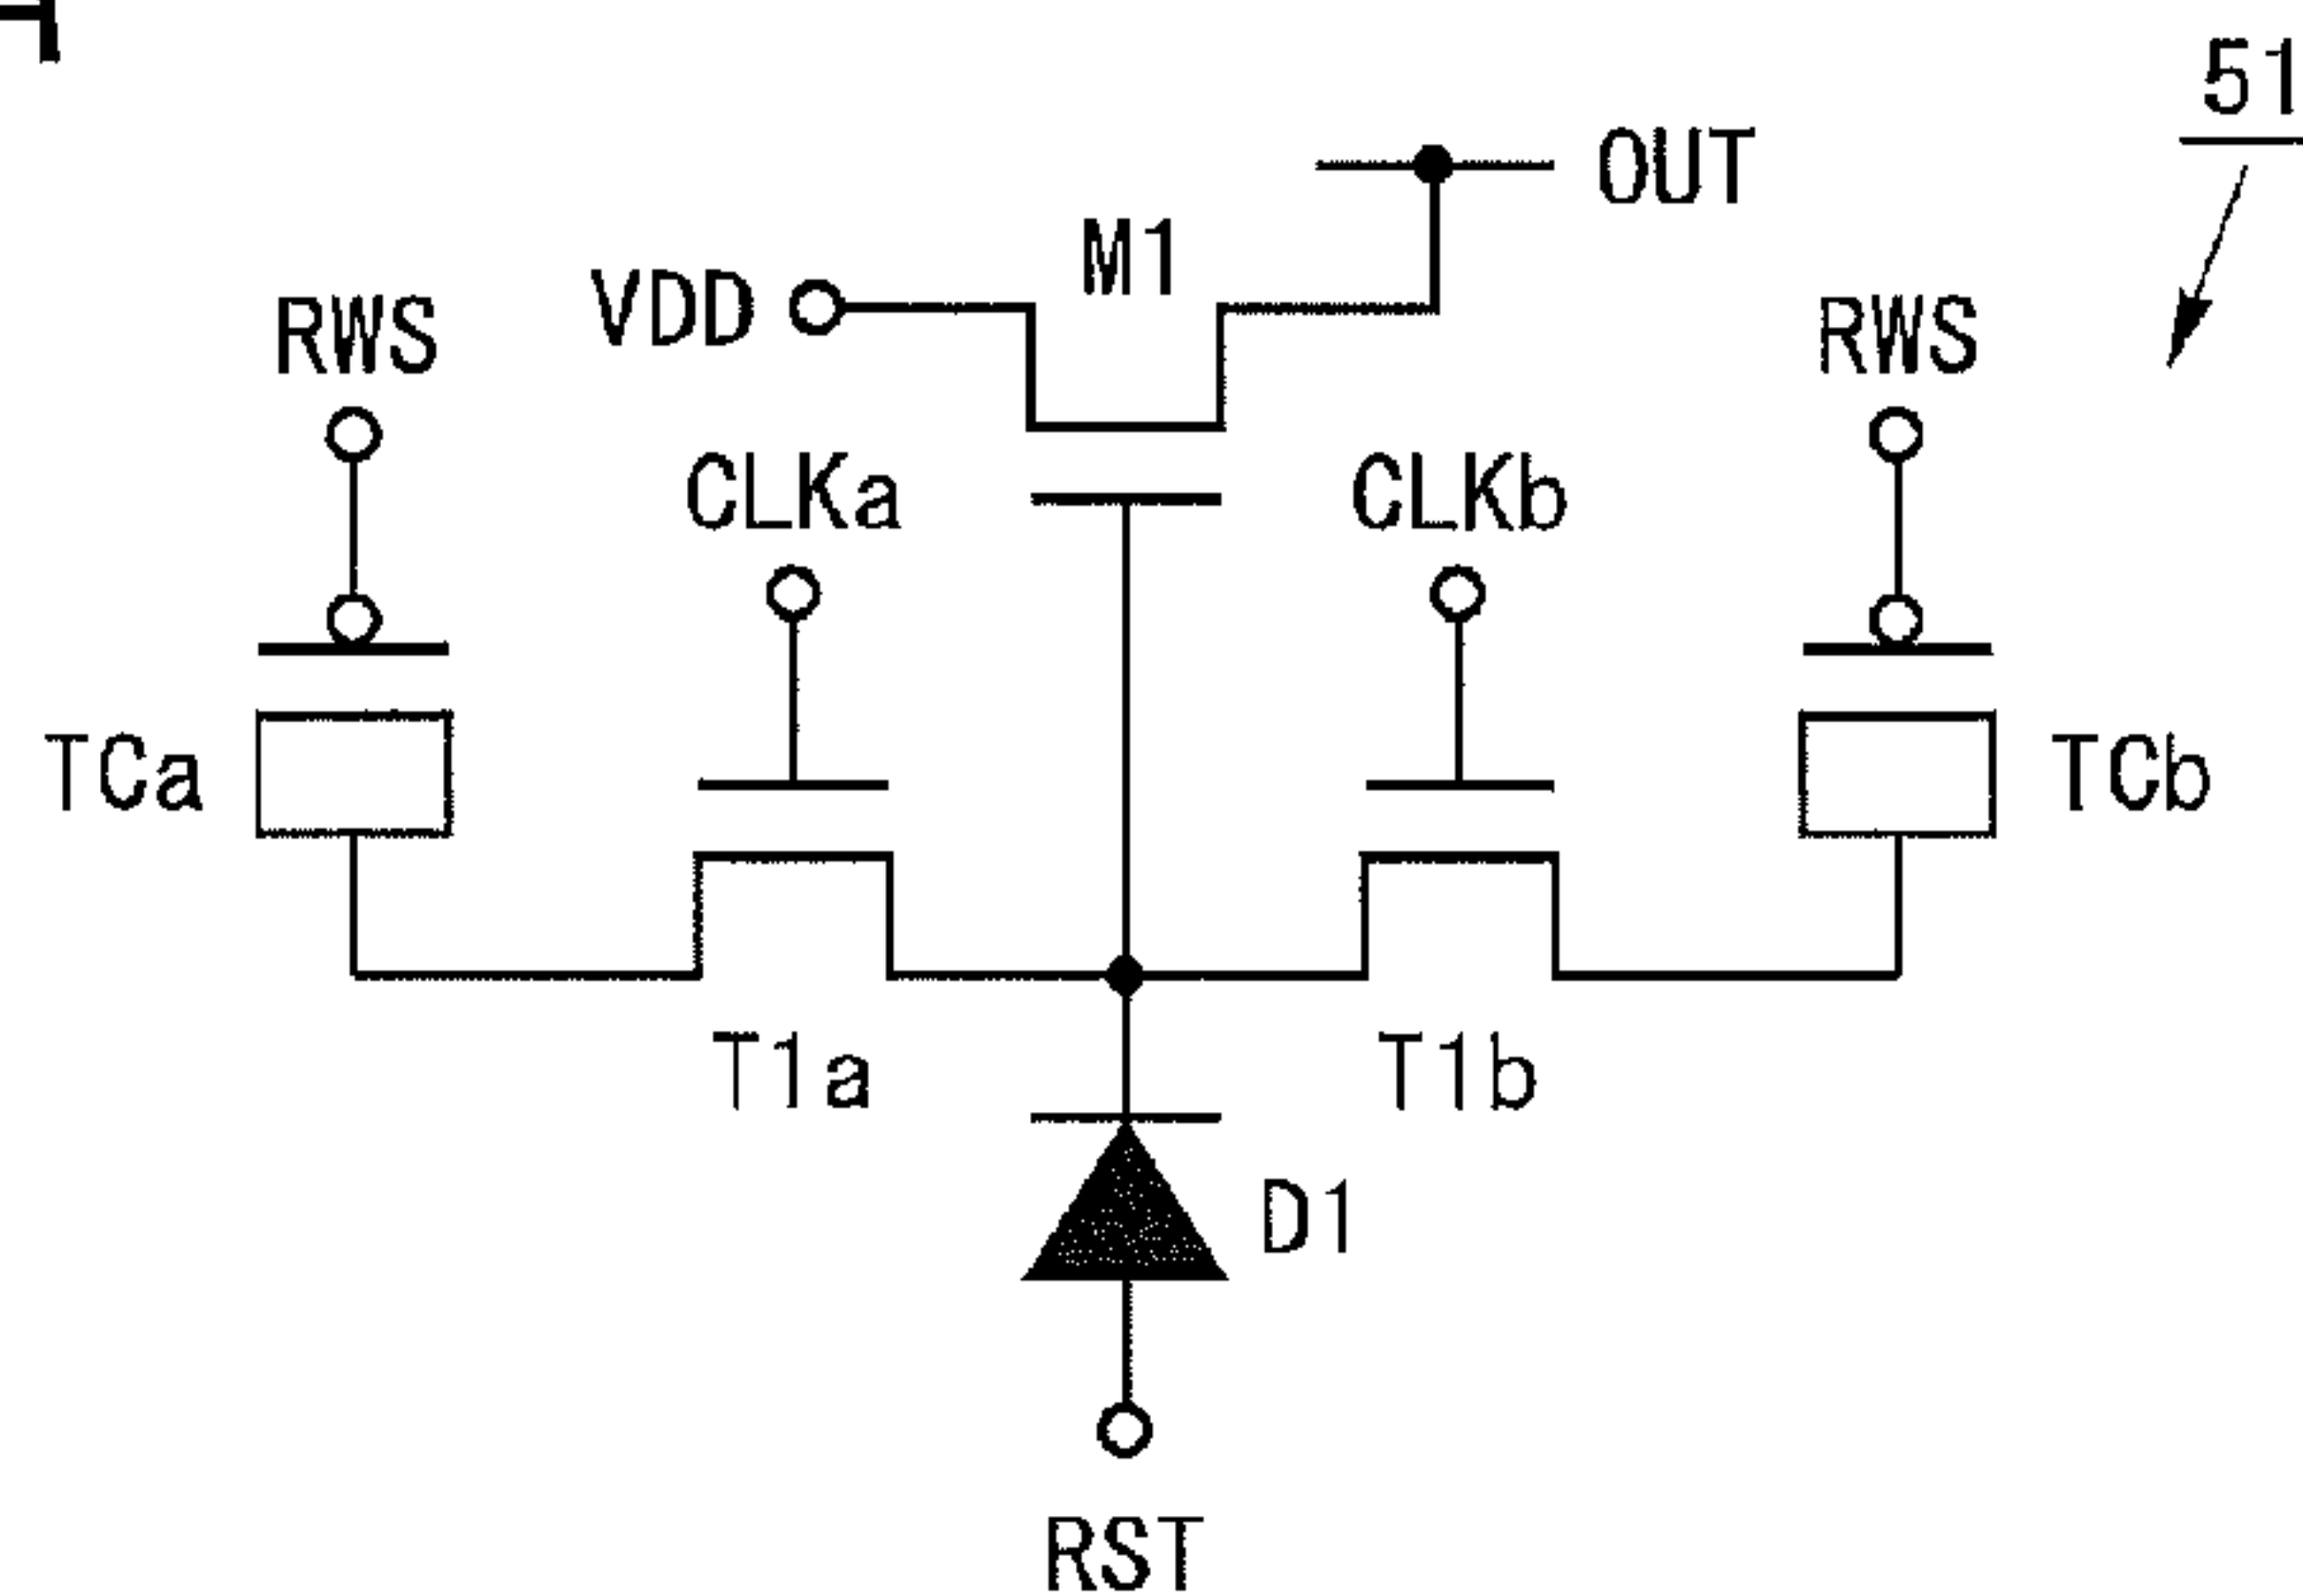 51
OUT
M1
VDD
RWS
RWS
CLKa
CLKb
TCa
TCb
T1a
T1b
D1
RST